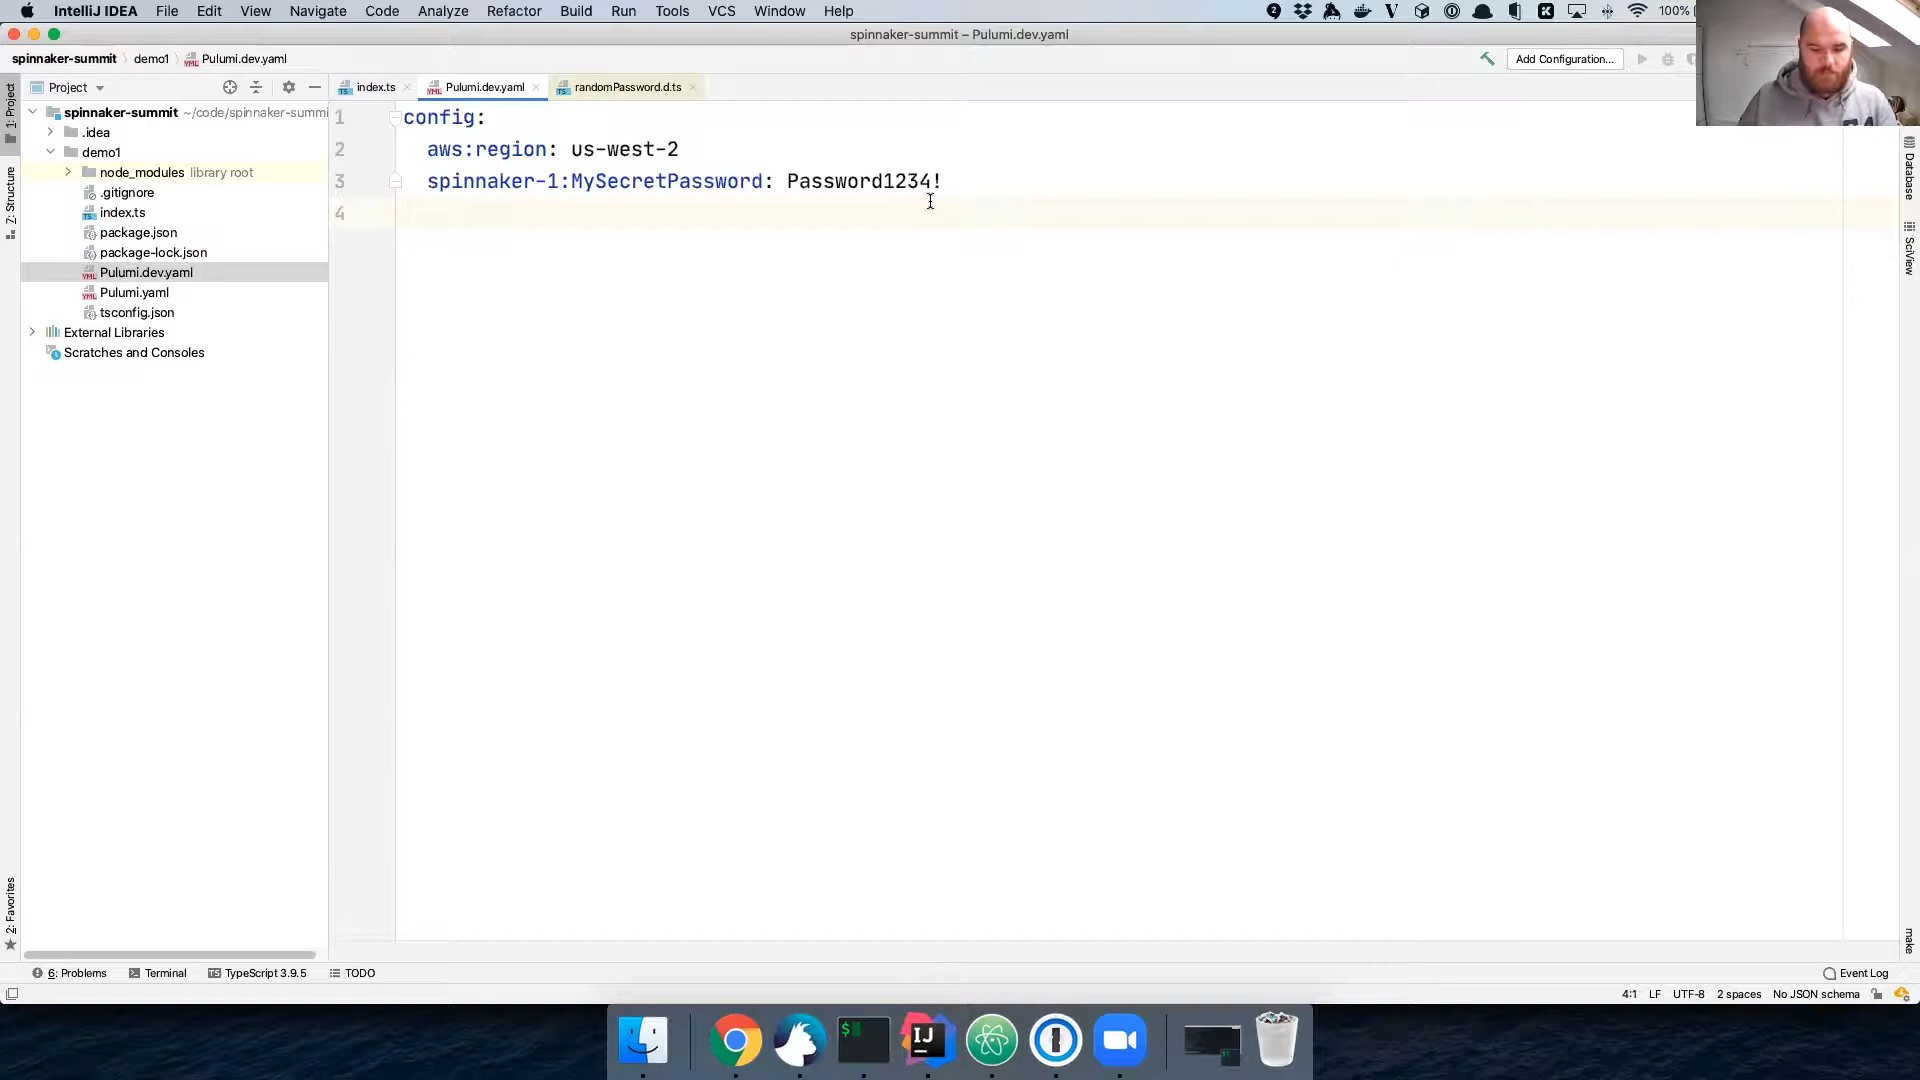 IntelliJ IDEA File Edit View Navigate Code Analyze Refactor Build Run Tools VCS Window Help 100%
spinnaker-summit – Pulumi.dev.yaml
spinnaker-summit demo1 Pulumi.dev.yaml Add Configuration...
Project index.ts Pulumi.dev.yaml randomPassword.d.ts
1: Project
7: Structure
2: Favorites
spinnaker-summit ~/code/spinnaker-summi
.idea
demo1
node_modules library root
.gitignore
index.ts
package.json
package-lock.json
Pulumi.dev.yaml
Pulumi.yaml
tsconfig.json
External Libraries
Scratches and Consoles
1 config:
2 aws:region: us-west-2
3 spinnaker-1:MySecretPassword: Password1234!
4
Database
SciView
make
6: Problems Terminal TypeScript 3.9.5 TODO Event Log
4:1 LF UTF-8 2 spaces No JSON schema
$
IJ